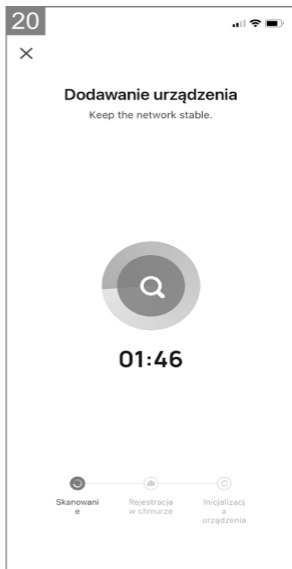 20
Dodawanie urządzenia
Keep the network stable.
01:46
Skanowani
e
Rejestracja
w chmurze
Inicjalizacj
a
urządzenia